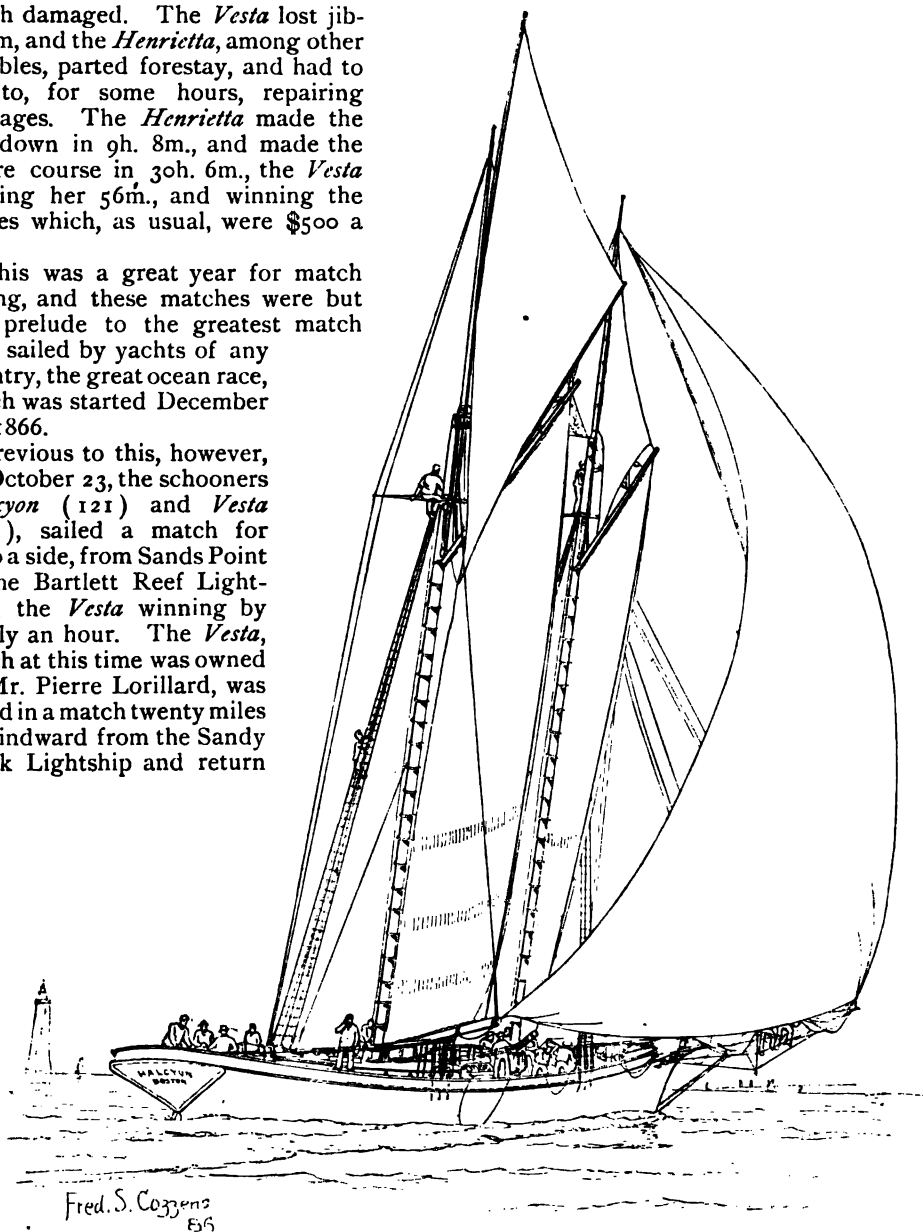 h damaged. The Vesta lost jib-
m, and the Henrietta, among other
bles, parted forestay, and had to
to, for some hours, repairing
ages. The Henrietta made the
down in 9h. 8m., and made the
re course in 30h. 6m., the Vesta
ing her 56m., and winning the
es which, as usual, were $500 a
his was a great year for match
ng, and these matches were but
prelude to the greatest match
sailed by yachts of any
ntry, the great ocean race,
ch was started December
1866.
revious to this, however,
October 23, the schooners
cyon (121) and Vesta
), sailed a match for
a side, from Sands Point
he Bartlett Reef Light-
the Vesta winning by
ly an hour. The Vesta,
h at this time was owned
Mr. Pierre Lorillard, was
d in a match twenty miles
indward from the Sandy
k Lightship and return
HALCYON
BOSTON
Fred. S. Cozzens
86